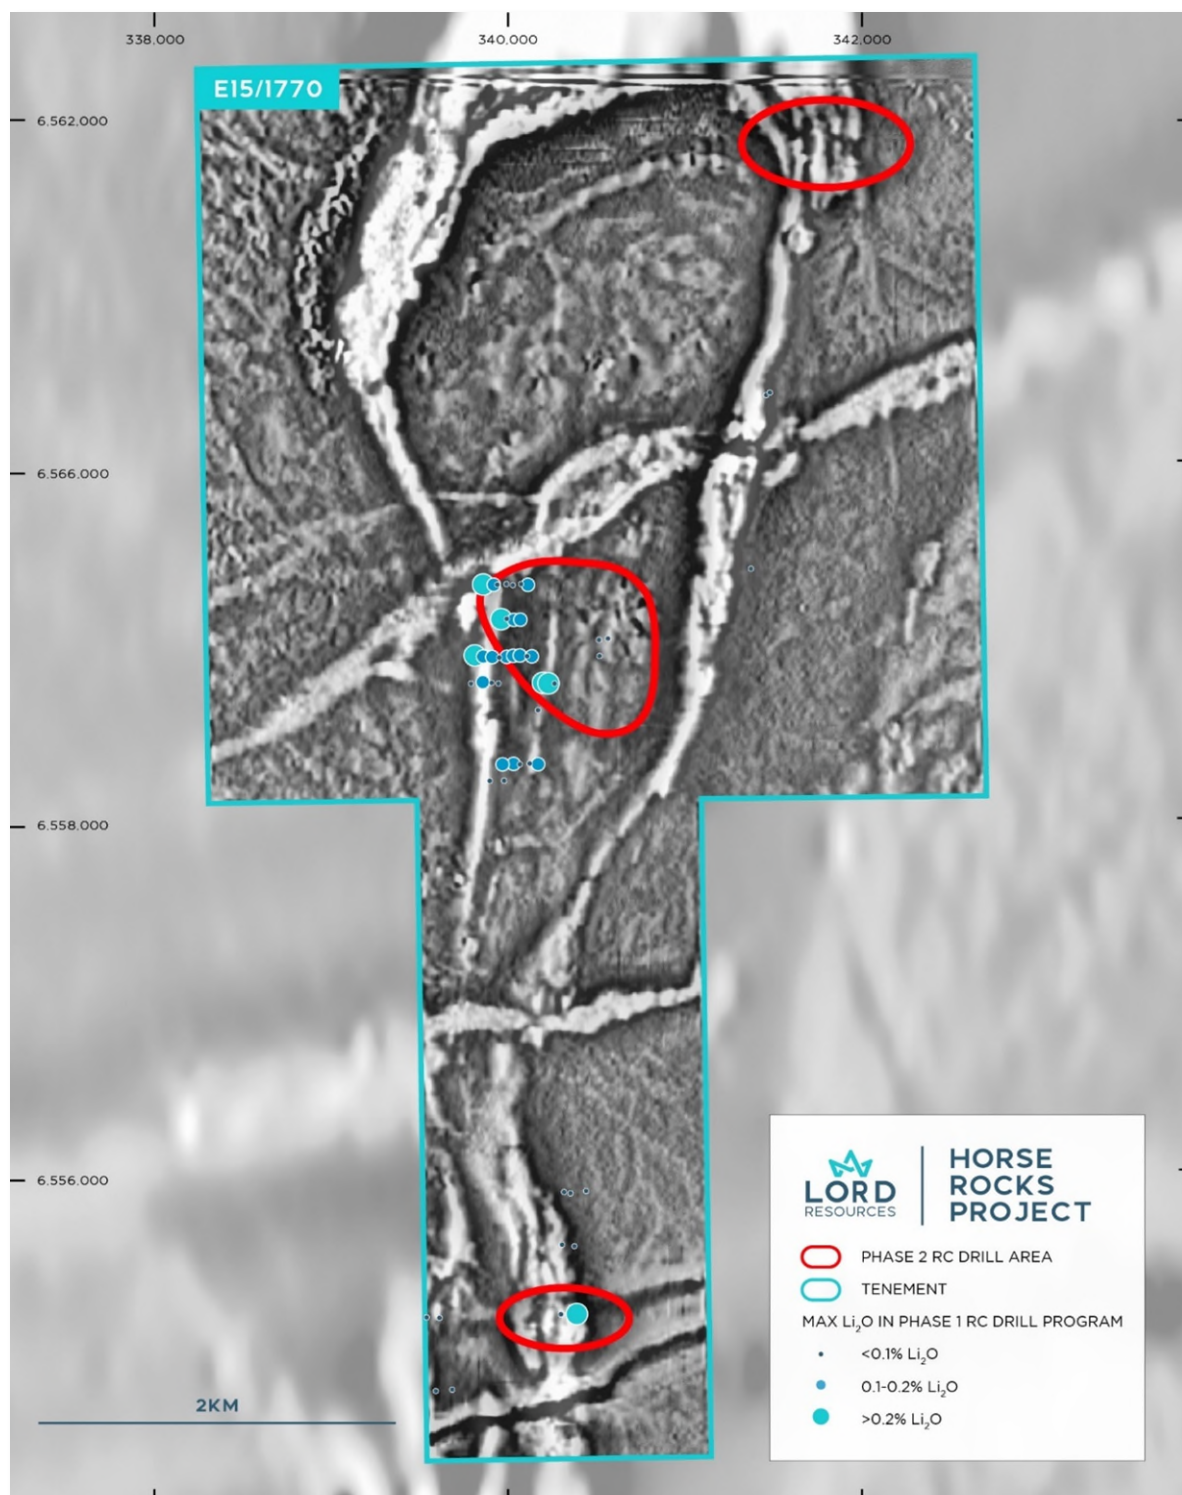 338,000
340,000
342,000
E15/1770
6,562,000
6,566,000
6,558,000
6,556,000
2KM
LORD
RESOURCES
HORSE
ROCKS
PROJECT
PHASE 2 RC DRILL AREA
TENEMENT
MAX Li₂O IN PHASE 1 RC DRILL PROGRAM
<0.1% Li₂O
0.1-0.2% Li₂O
>0.2% Li₂O